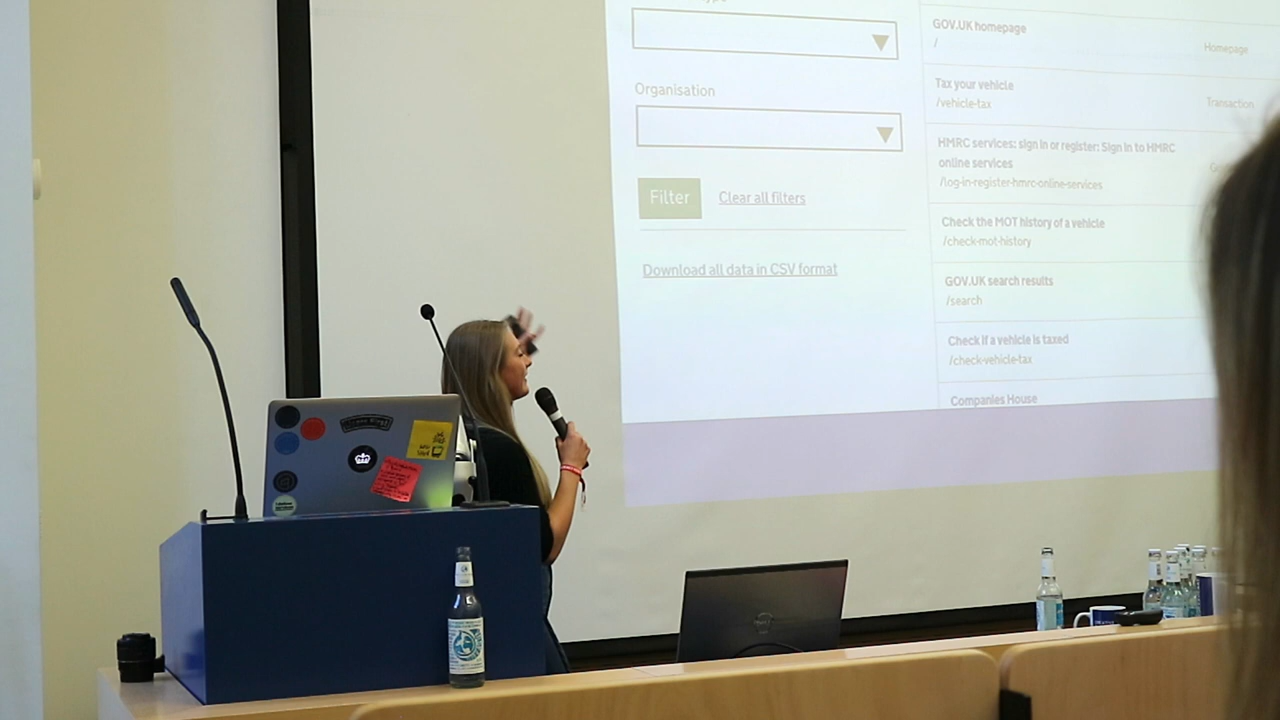 Organisation
Filter
Clear all filters
Download all data in CSV format
GOV.UK homepage
/
Homepage
Tax your vehicle
/vehicle-tax
Transaction
HMRC services: sign in or register: Sign in to HMRC
online services
/log-in-register-hmrc-online-services
Check the MOT history of a vehicle
/check-mot-history
GOV.UK search results
/search
Check if a vehicle is taxed
/check-vehicle-tax
Companies House